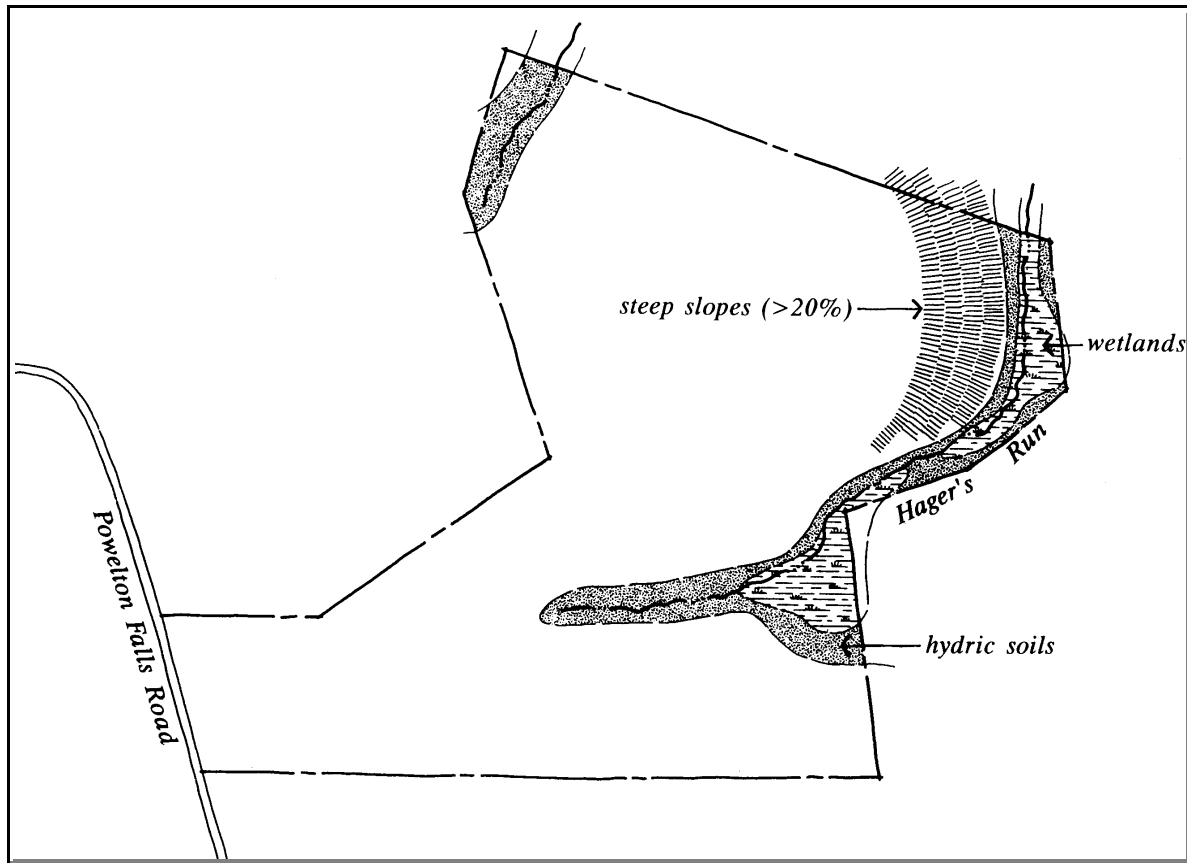 steep slopes (>20%)
wetlands
Hager's Run
Powelton Falls Road
hydric soils